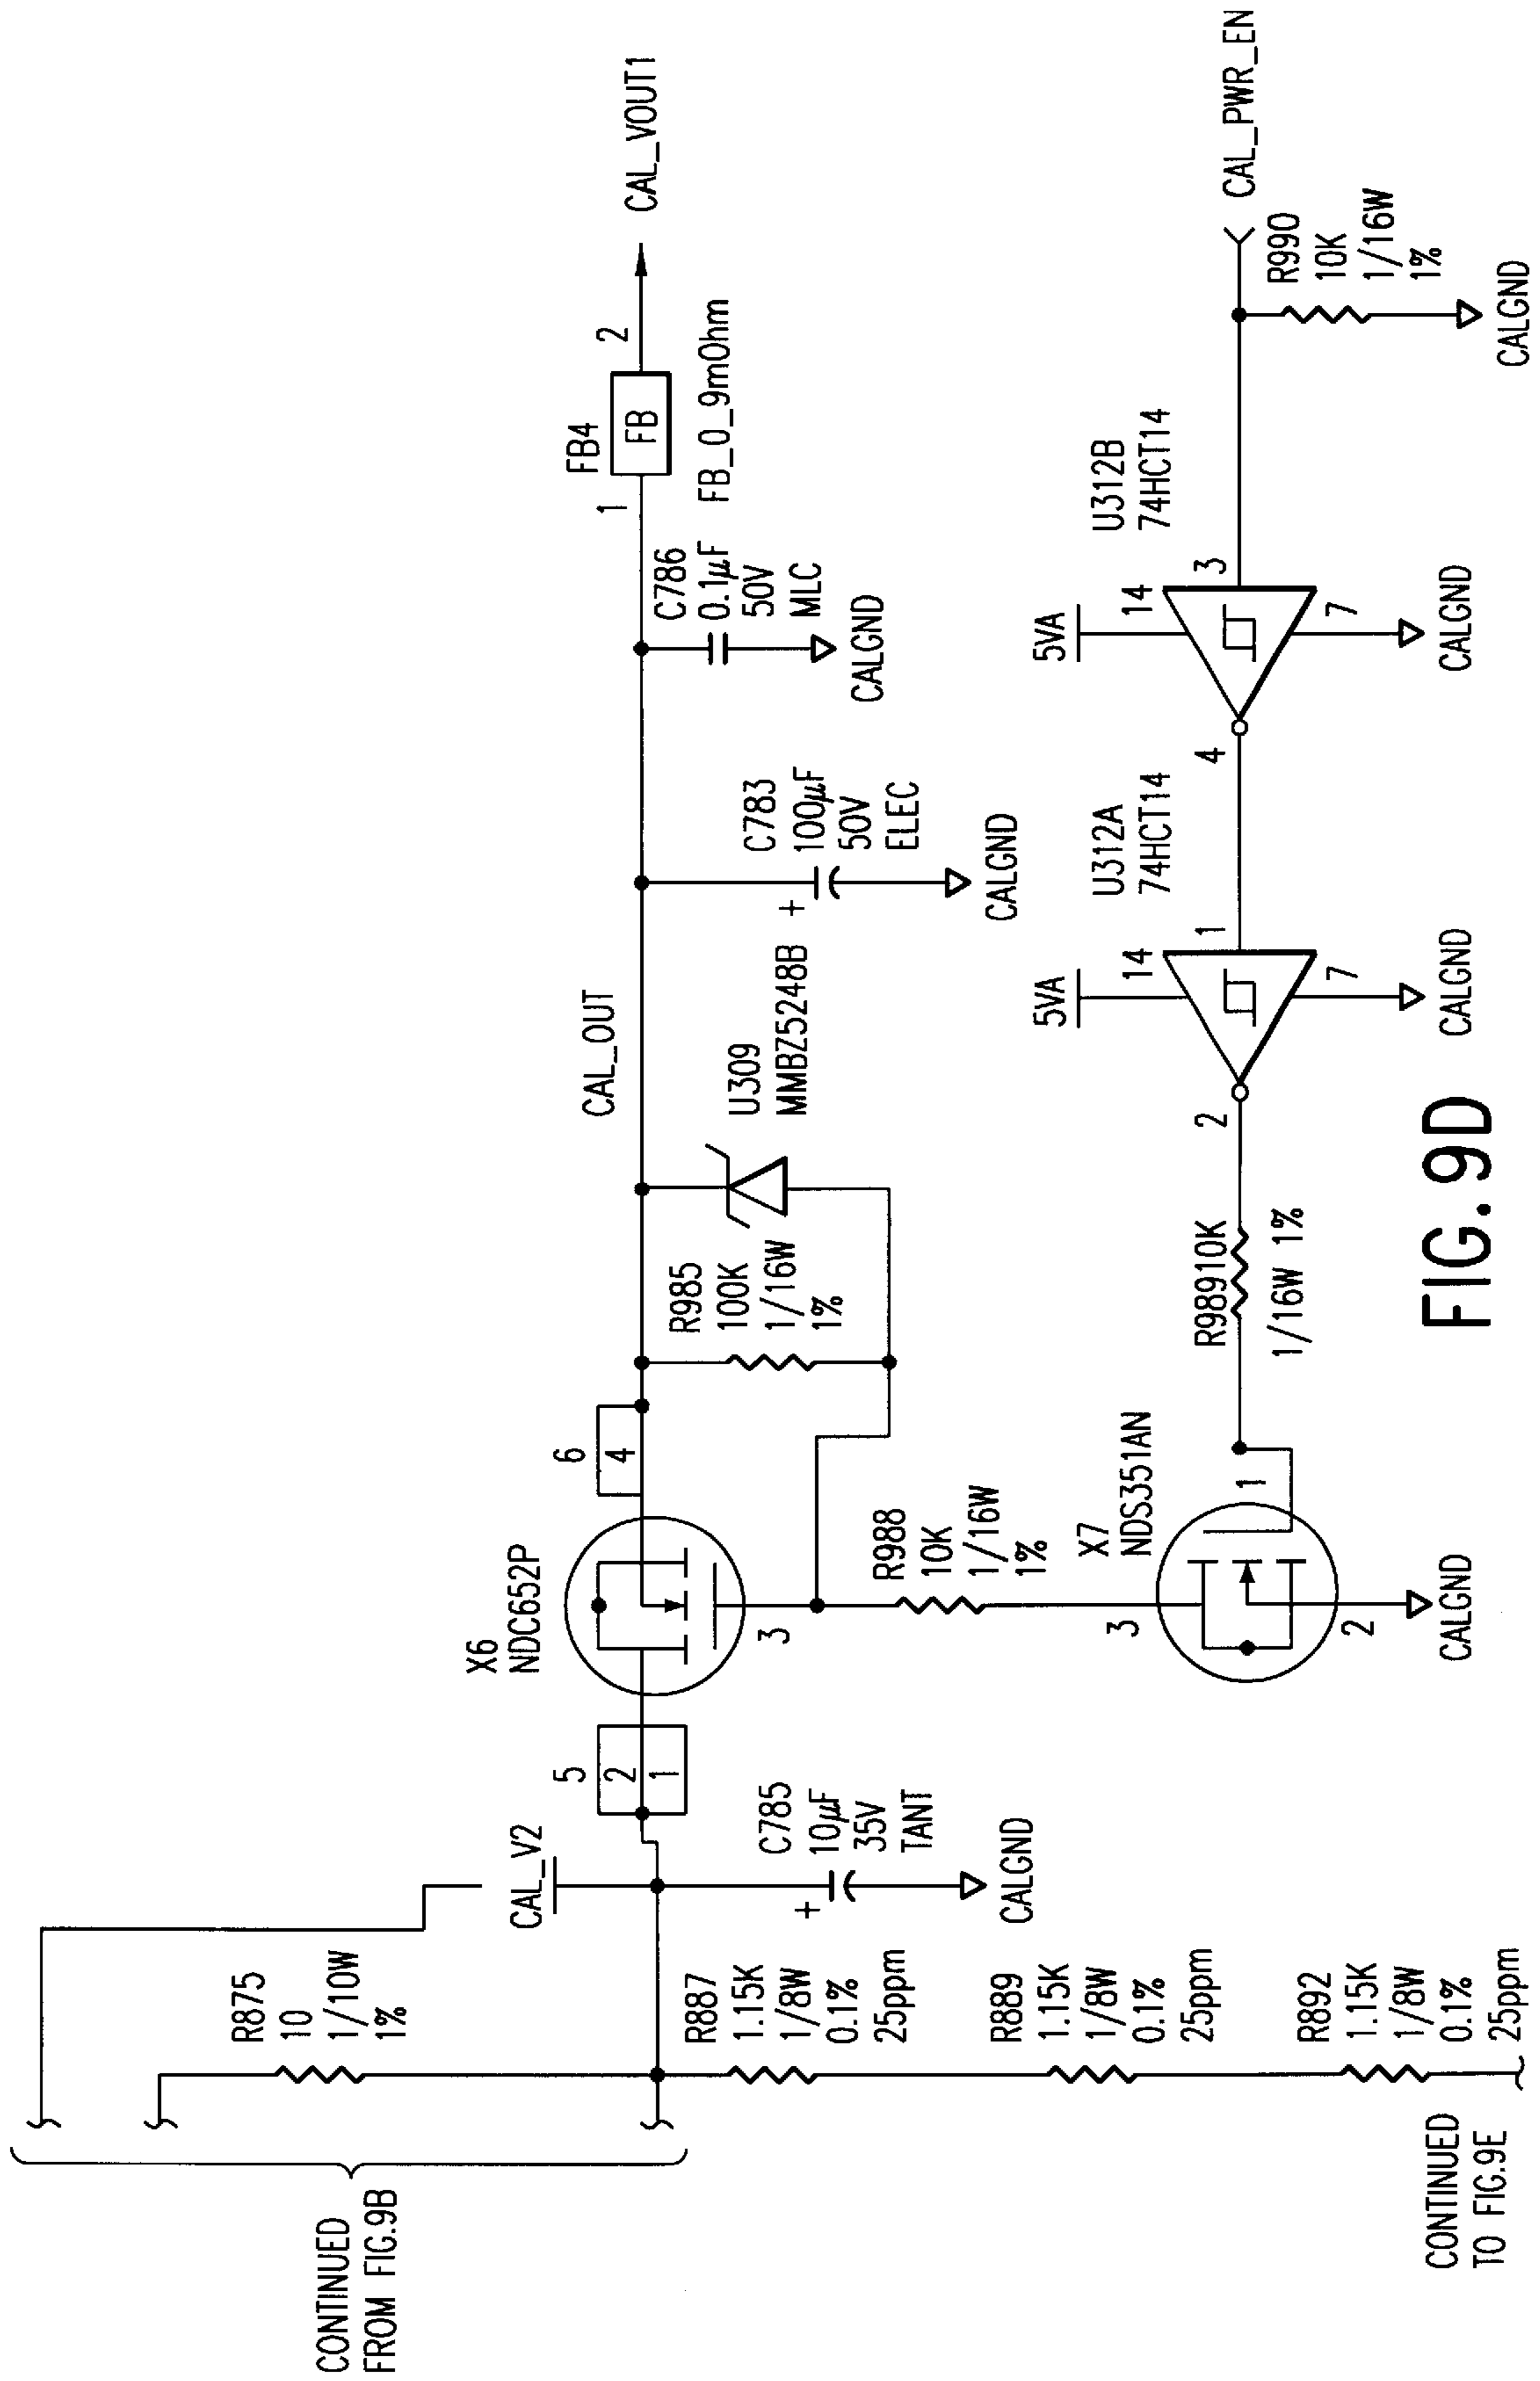 CONTINUED
FROM FIG.9B
R875
10
1/10W
1%
CAL_V2
R887
1.15K
1/8W
0.1%
25ppm
R889
1.15K
1/8W
0.1%
25ppm
R892
1.15K
1/8W
0.1%
25ppm
CONTINUED
TO FIG.9E
C785
10µF
35V
TANT
+
CALGND
5
2
1
X6
NDC652P
3
6
4
R985
100K
1/16W
1%
U309
MMBZ5248B
CAL_OUT
C783
100µF
50V
ELEC
+
CALGND
C786
0.1µF
50V
MLC
CALGND
FB4
1
FB
2
FB_0_9mOhm
CAL_VOUT1
R988
10K
1/16W
1%
X7
NDS351AN
3
1
2
CALGND
R98910K
1/16W 1%
2
5VA
14
U312A
74HCT14
1
7
CALGND
4
5VA
14
U312B
74HCT14
3
7
CALGND
CAL_PWR_EN
R990
10K
1/16W
1%
CALGND
FIG. 9D